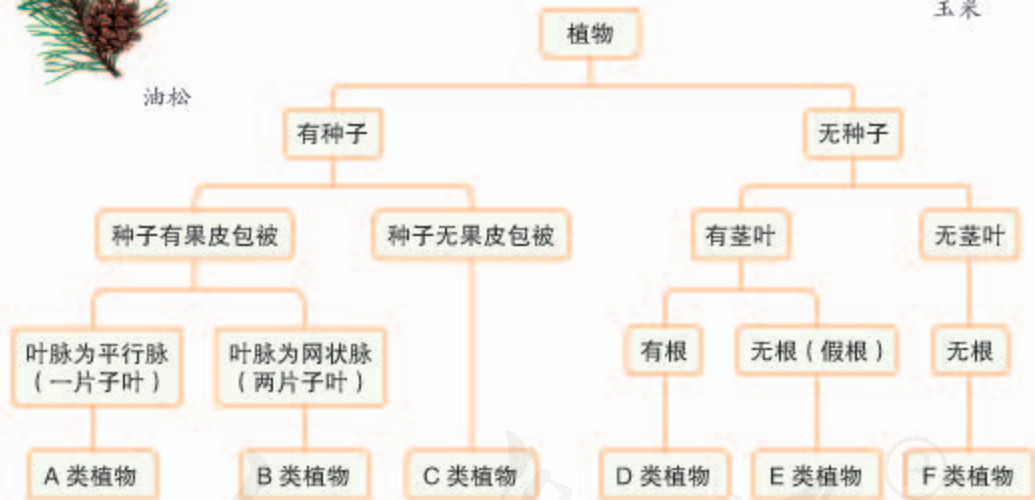 玉米
植物
油松
有种子
无种子
种子有果皮包被
种子无果皮包被
有茎叶
无茎叶
叶脉为平行脉
（一片子叶）
叶脉为网状脉
（两片子叶）
有根
无根（假根）
无根
A 类植物
B 类植物
C 类植物
D 类植物
E 类植物
F 类植物